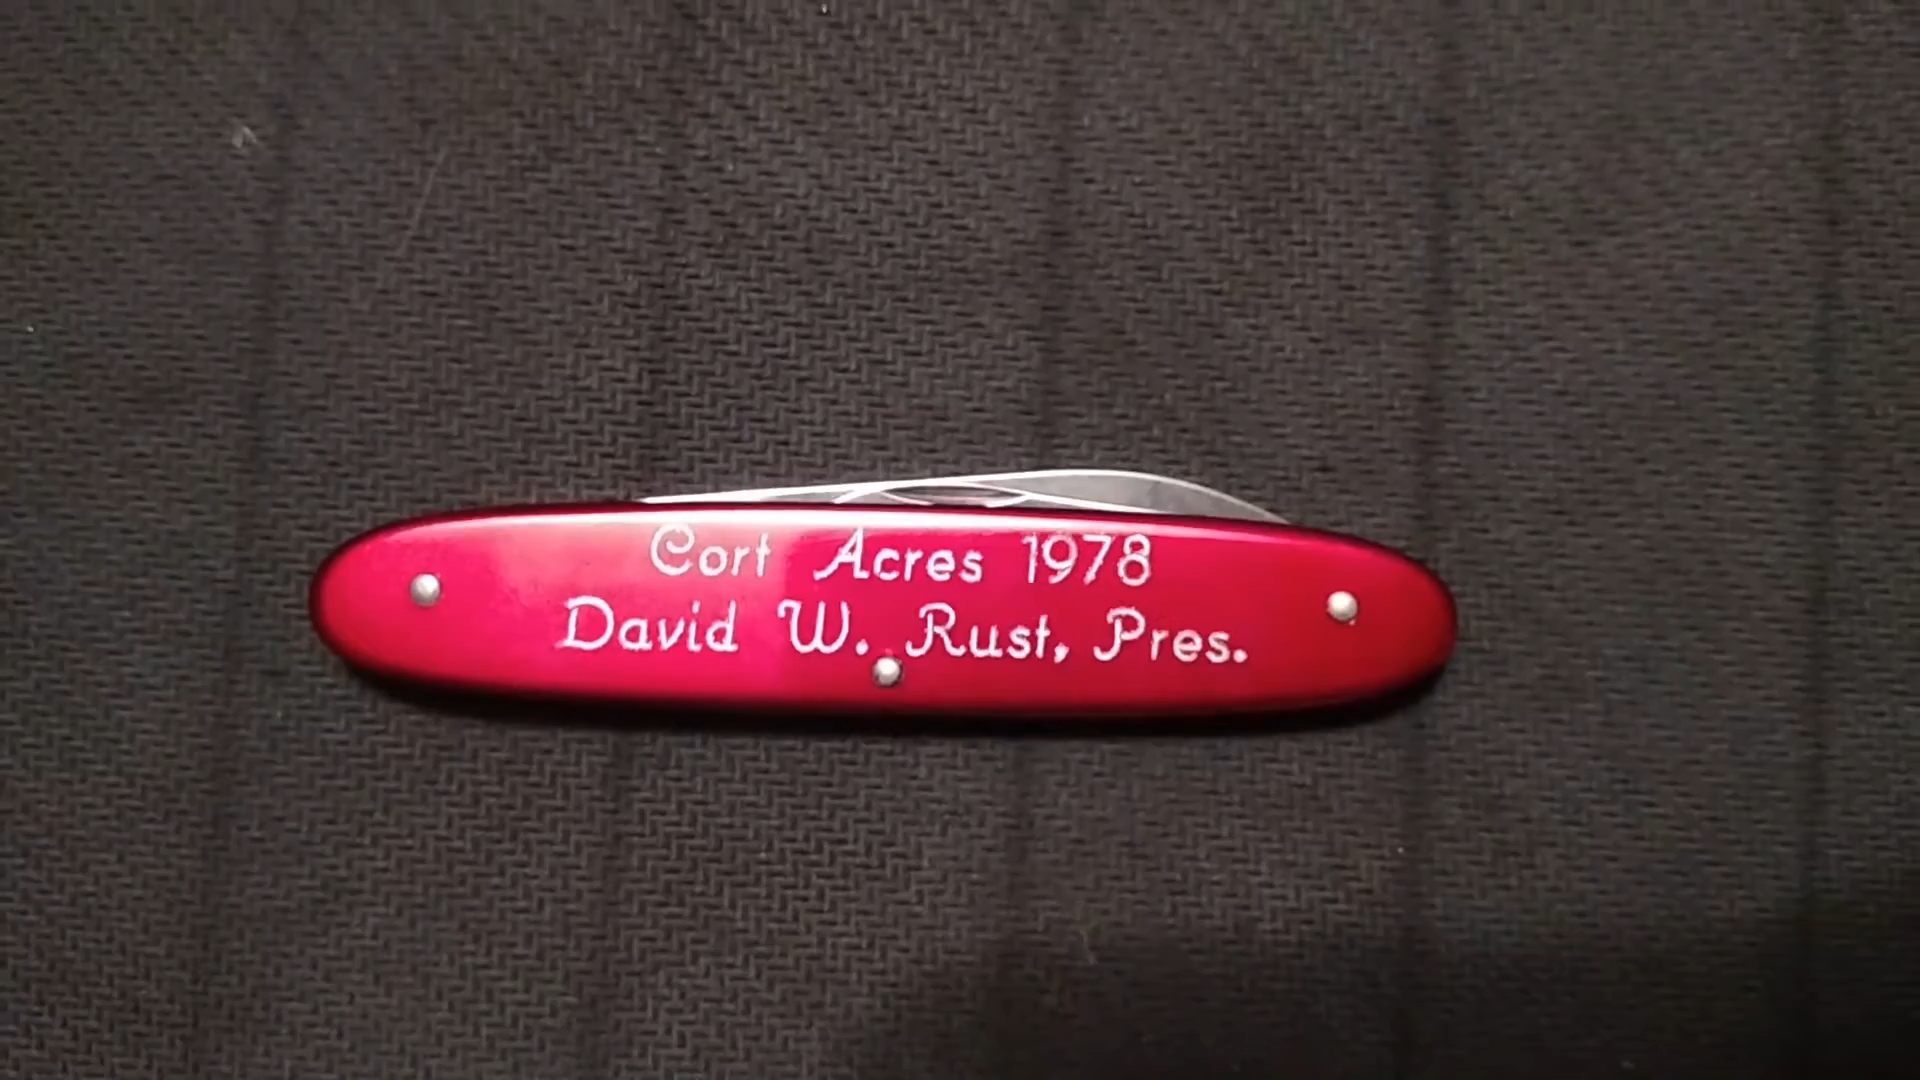 Cort Acres 1978
David W. Rust, Pres.